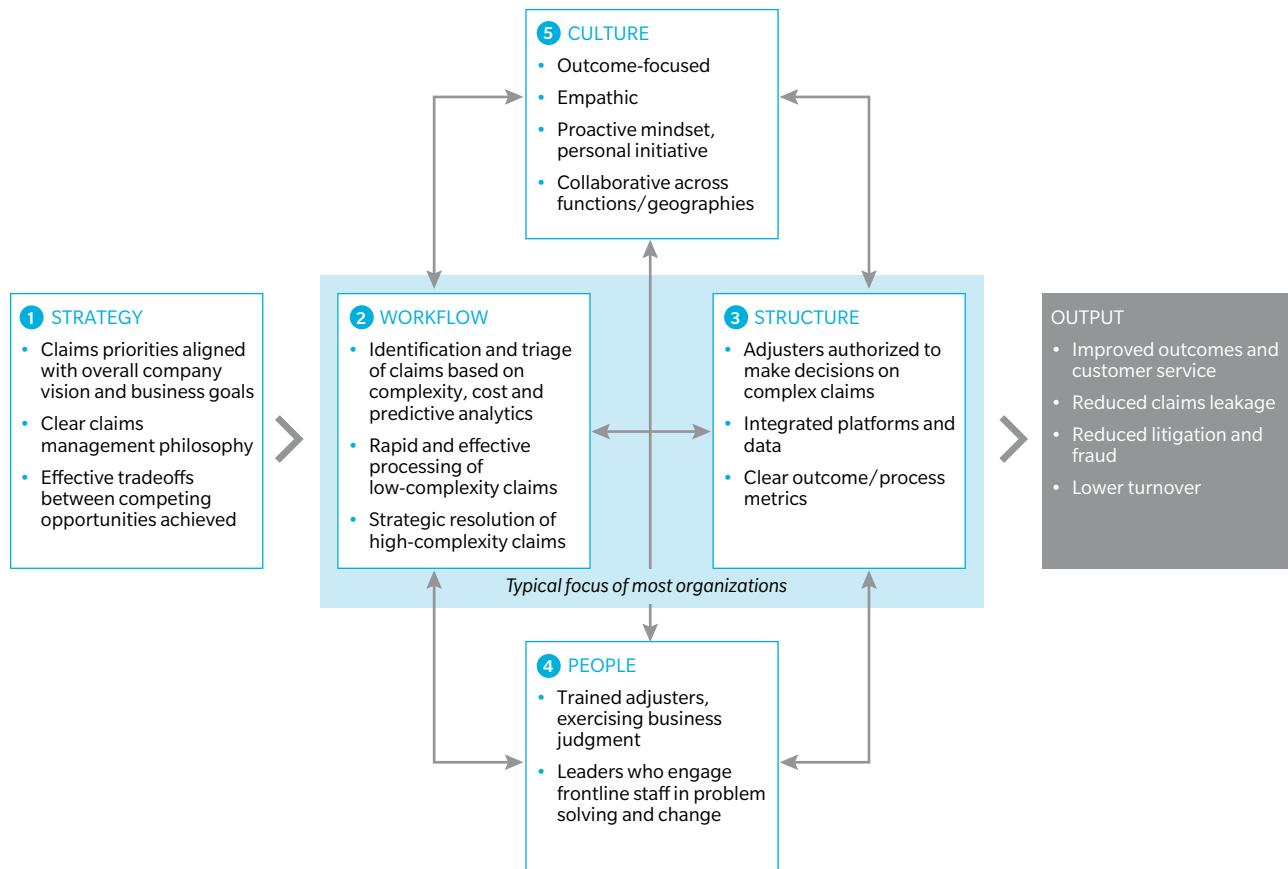 5 CULTURE
• Outcome-focused
• Empathic
• Proactive mindset,
personal initiative
• Collaborative across
functions/geographies
1 STRATEGY
• Claims priorities aligned
with overall company
vision and business goals
• Clear claims
management philosophy
• Effective tradeoffs
between competing
opportunities achieved
2 WORKFLOW
• Identification and triage
of claims based on
complexity, cost and
predictive analytics
• Rapid and effective
processing of
low-complexity claims
• Strategic resolution of
high-complexity claims
3 STRUCTURE
• Adjusters authorized to
make decisions on
complex claims
• Integrated platforms and
data
• Clear outcome/process
metrics
Typical focus of most organizations
OUTPUT
• Improved outcomes and
customer service
• Reduced claims leakage
• Reduced litigation and
fraud
• Lower turnover
4 PEOPLE
• Trained adjusters,
exercising business
judgment
• Leaders who engage
frontline staff in problem
solving and change